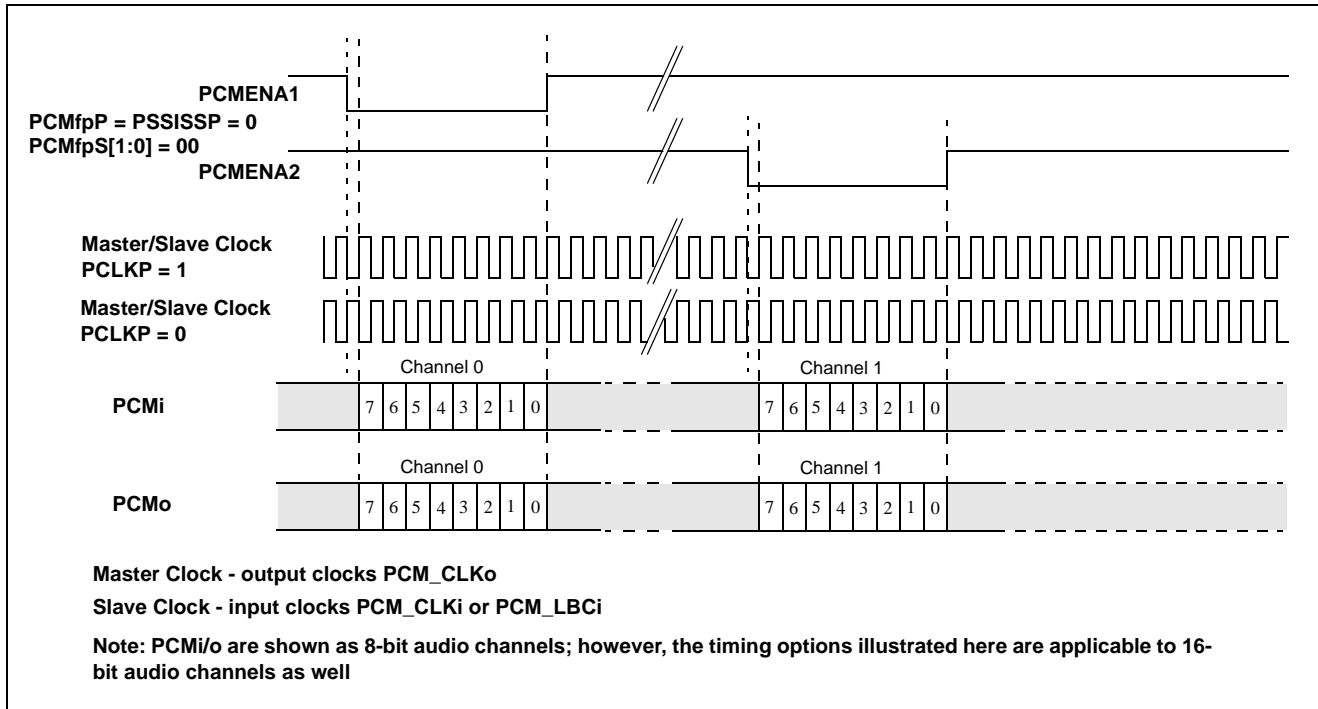 PCMENA1
PCMfpP = PSSISSP = 0
PCMfpS[1:0] = 00
PCMENA2
Master/Slave Clock
PCLKP = 1
Master/Slave Clock
PCLKP = 0
Channel 0
Channel 1
PCMi
7 6 5 4 3 2 1 0
7 6 5 4 3 2 1 0
Channel 0
Channel 1
PCMo
7 6 5 4 3 2 1 0
7 6 5 4 3 2 1 0
Master Clock - output clocks PCM_CLKo
Slave Clock - input clocks PCM_CLKi or PCM_LBCi
Note: PCMi/o are shown as 8-bit audio channels; however, the timing options illustrated here are applicable to 16-
bit audio channels as well